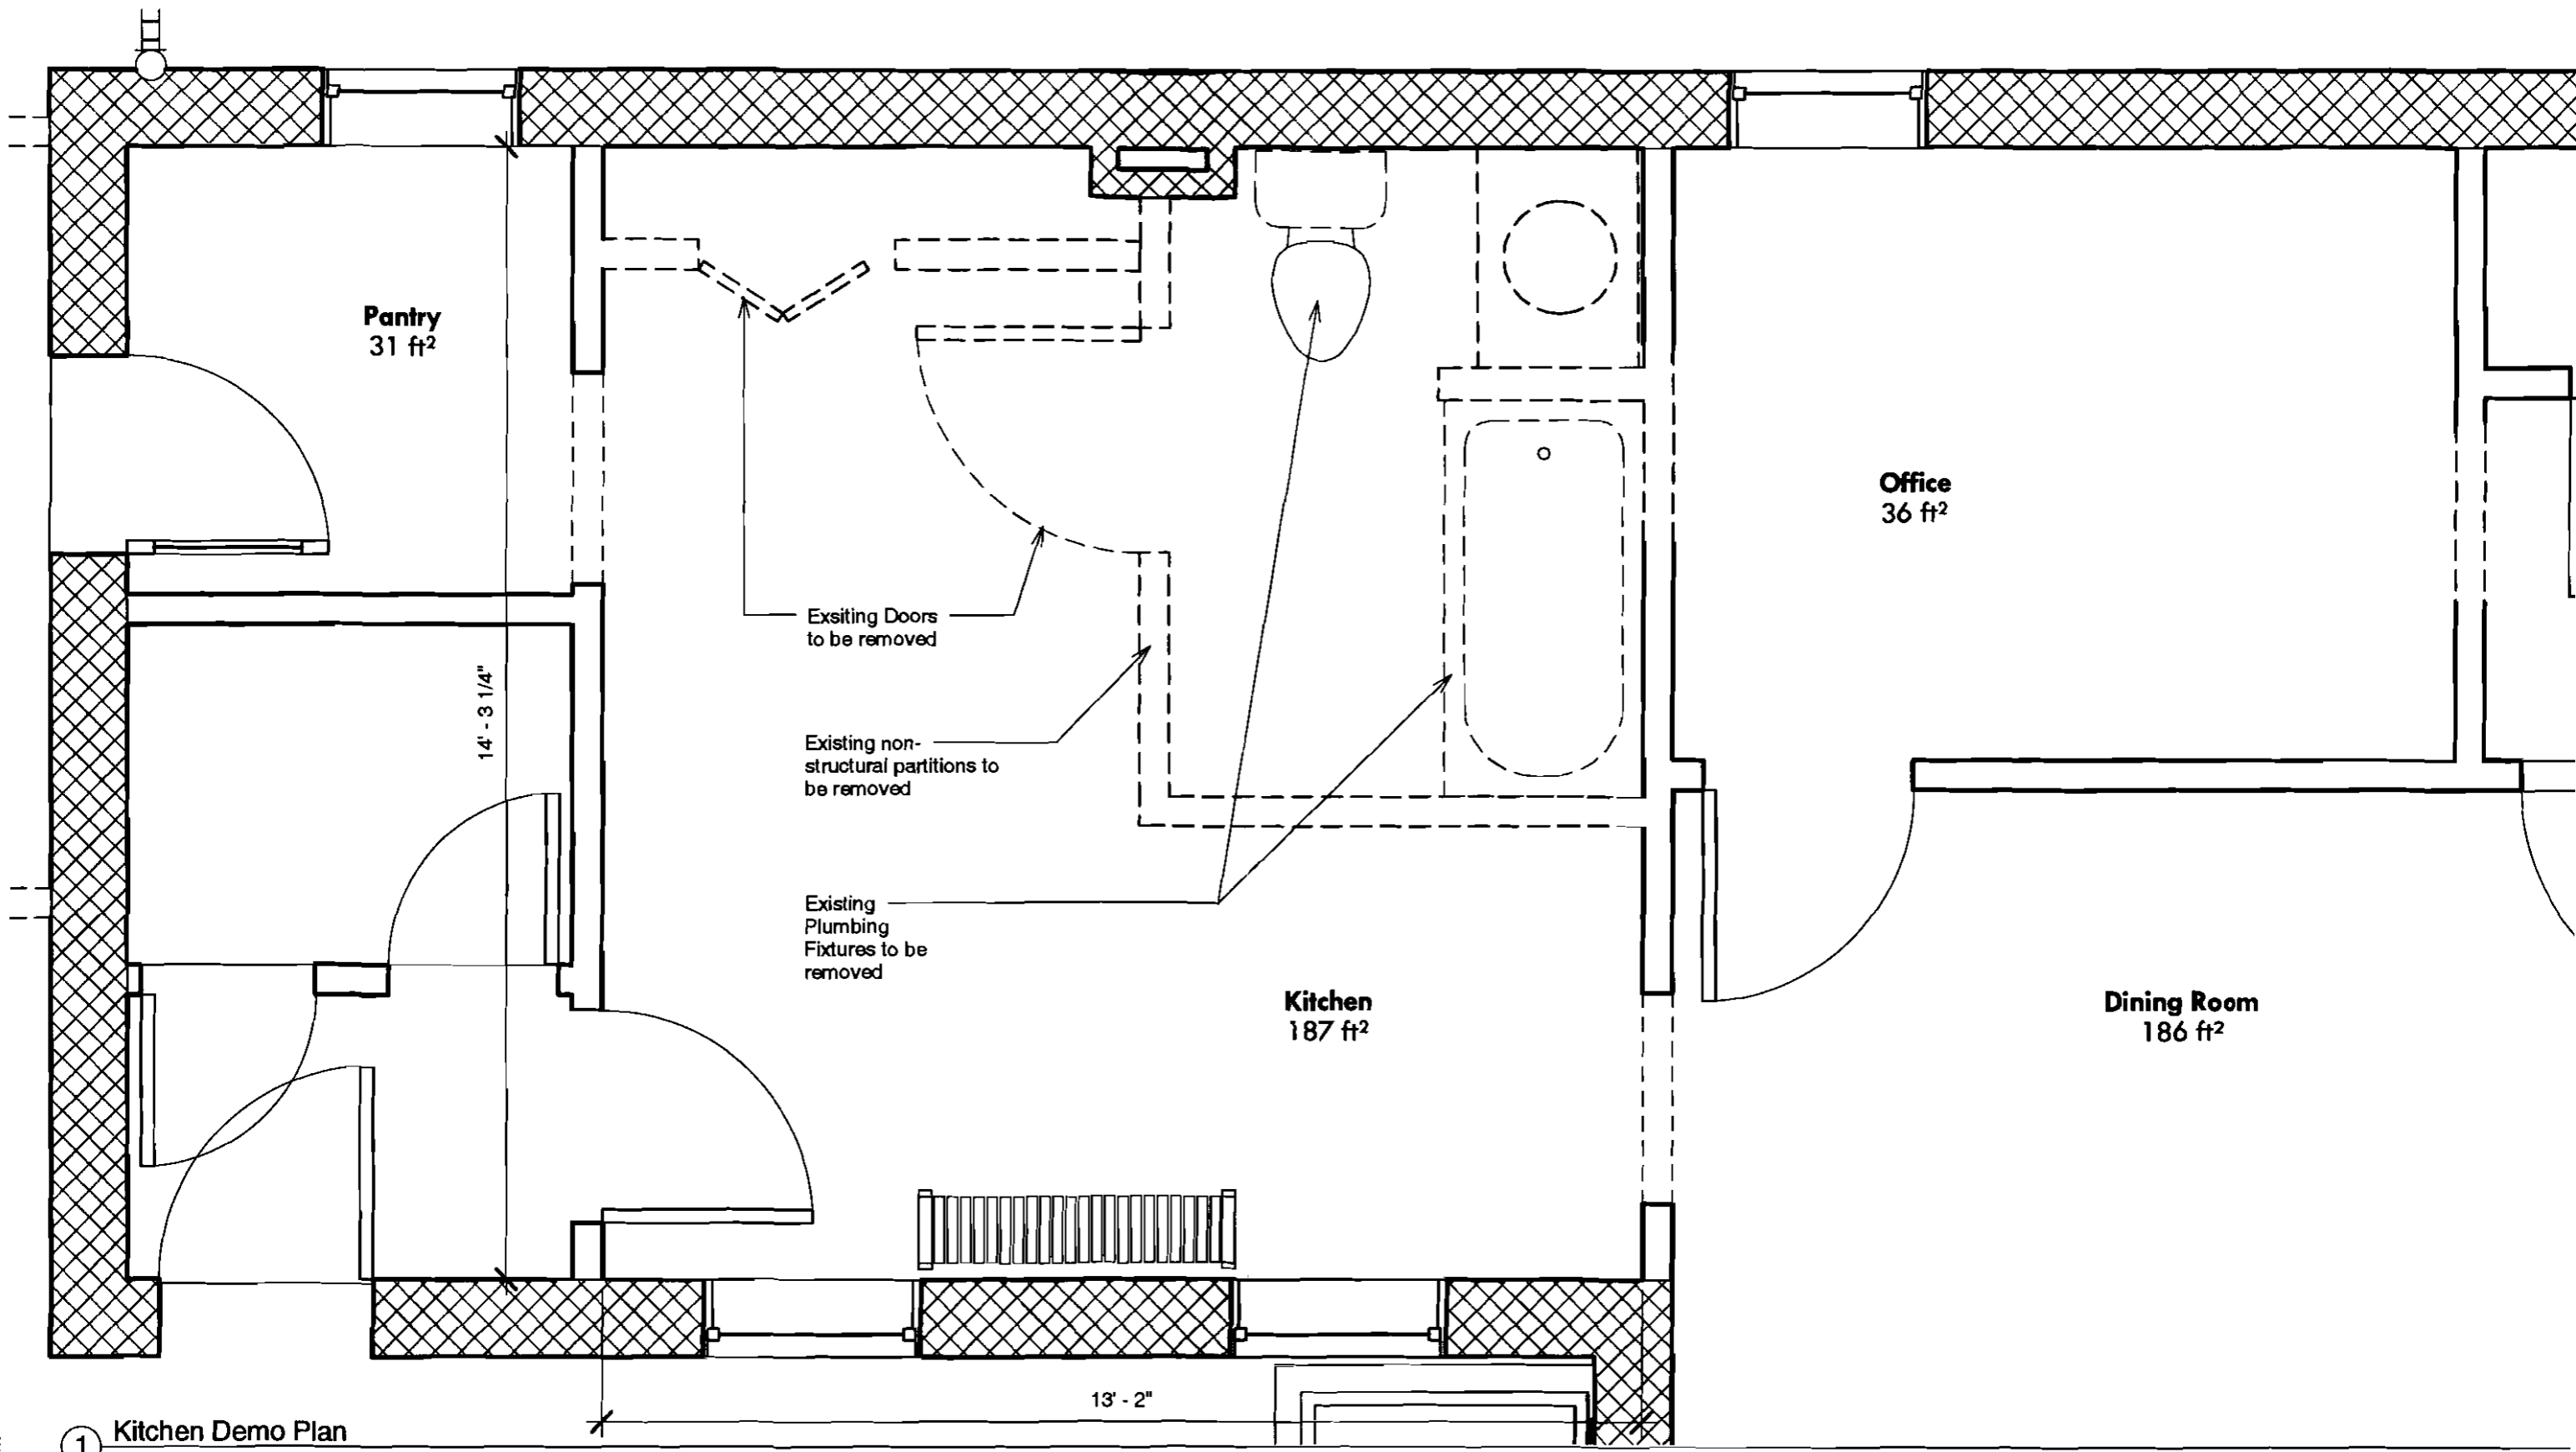 Pantry
31 ft²
Office
36 ft²
Exsiting Doors
to be removed
14' - 3 1/4"
Existing non-
structural partitions to
be removed
Existing
Plumbing
Fixtures to be
removed
Kitchen
187 ft²
Dining Room
186 ft²
13' - 2"
1 Kitchen Demo Plan